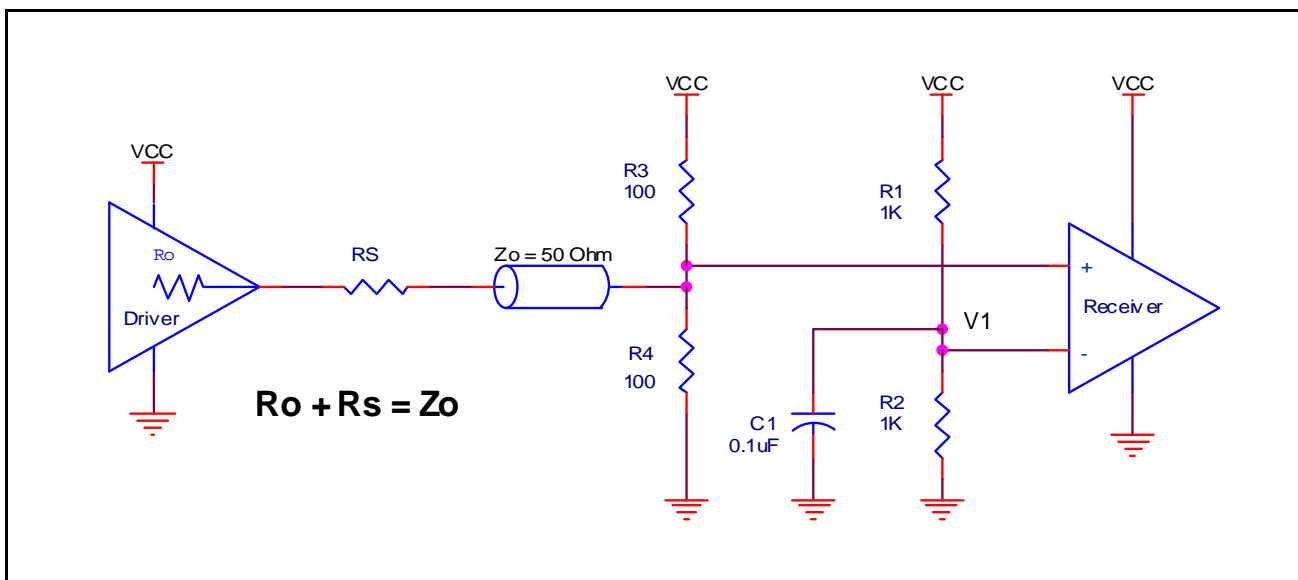 VCC
VCC
VCC
VCC
R3
100
R1
1K
Ro
RS
Zo = 50 Ohm
+
Driver
Receiver
V1
-
R4
100
Ro + Rs = Zo
C1
0.1uF
R2
1K